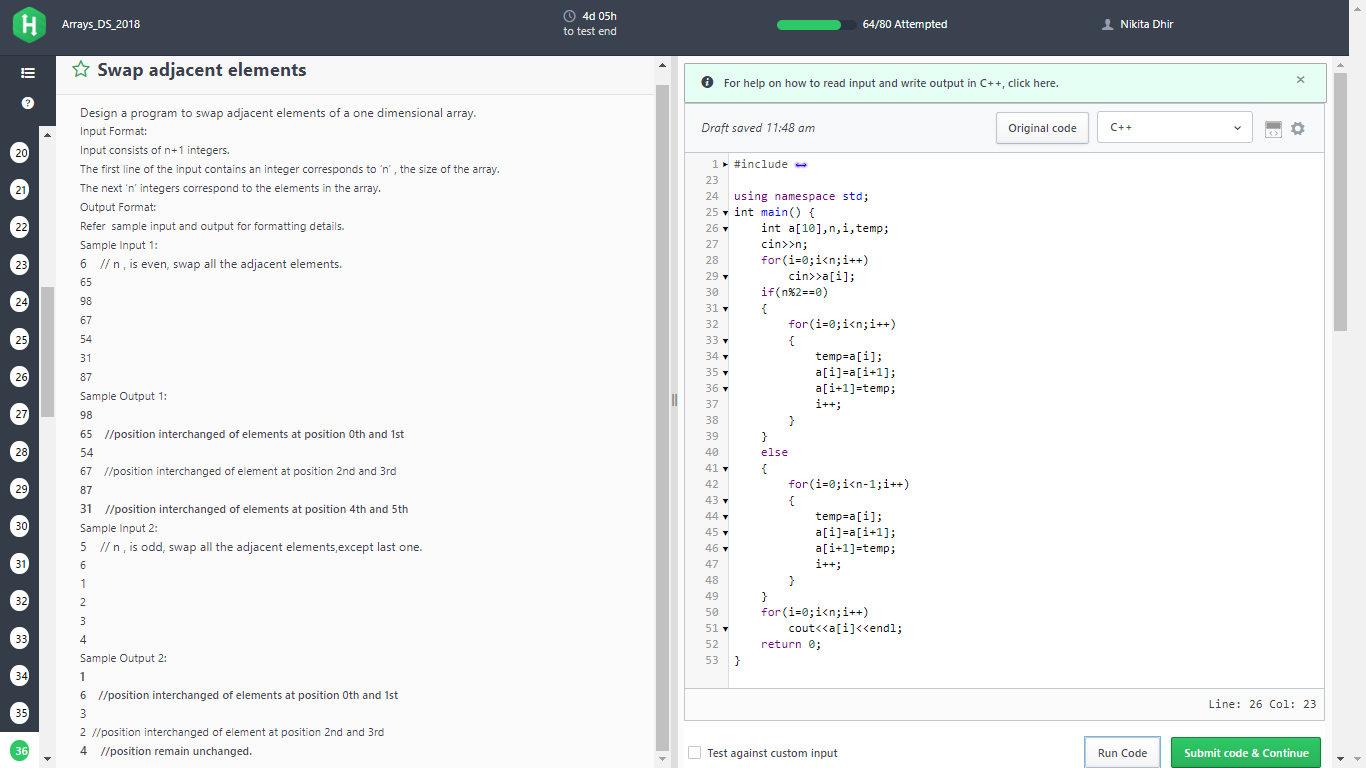 Arrays_DS_2018
4d 05h
to test end
64/80 Attempted
Nikita Dhir
?
20
21
22
23
24
25
26
27
28
29
30
31
32
33
34
35
36
Swap adjacent elements
Design a program to swap adjacent elements of a one dimensional array.
Input Format:
Input consists of n+1 integers.
The first line of the input contains an integer corresponds to 'n' , the size of the array.
The next 'n' integers correspond to the elements in the array.
Output Format:
Refer sample input and output for formatting details.
Sample Input 1:
6 // n , is even, swap all the adjacent elements.
65
98
67
54
31
87
Sample Output 1:
98
65 //position interchanged of elements at position 0th and 1st
54
67 //position interchanged of element at position 2nd and 3rd
87
31 //position interchanged of elements at position 4th and 5th
Sample Input 2:
5 // n , is odd, swap all the adjacent elements,except last one.
6
1
2
3
4
Sample Output 2:
1
6 //position interchanged of elements at position 0th and 1st
3
2 //position interchanged of element at position 2nd and 3rd
4 //position remain unchanged.
For help on how to read input and write output in C++, click here.
Draft saved 11:48 am
Original code
C++
1 #include
23
24 using namespace std;
25 int main() {
26 int a[10],n,i,temp;
27 cin>>n;
28 for(i=0;i<n;i++)
29 cin>>a[i];
30 if(n%2==0)
31 {
32 for(i=0;i<n;i++)
33 {
34 temp=a[i];
35 a[i]=a[i+1];
36 a[i+1]=temp;
37 i++;
38 }
39 }
40 else
41 {
42 for(i=0;i<n-1;i++)
43 {
44 temp=a[i];
45 a[i]=a[i+1];
46 a[i+1]=temp;
47 i++;
48 }
49 }
50 for(i=0;i<n;i++)
51 cout<<a[i]<<endl;
52 return 0;
53 }
Line: 26 Col: 23
Test against custom input
Run Code
Submit code & Continue